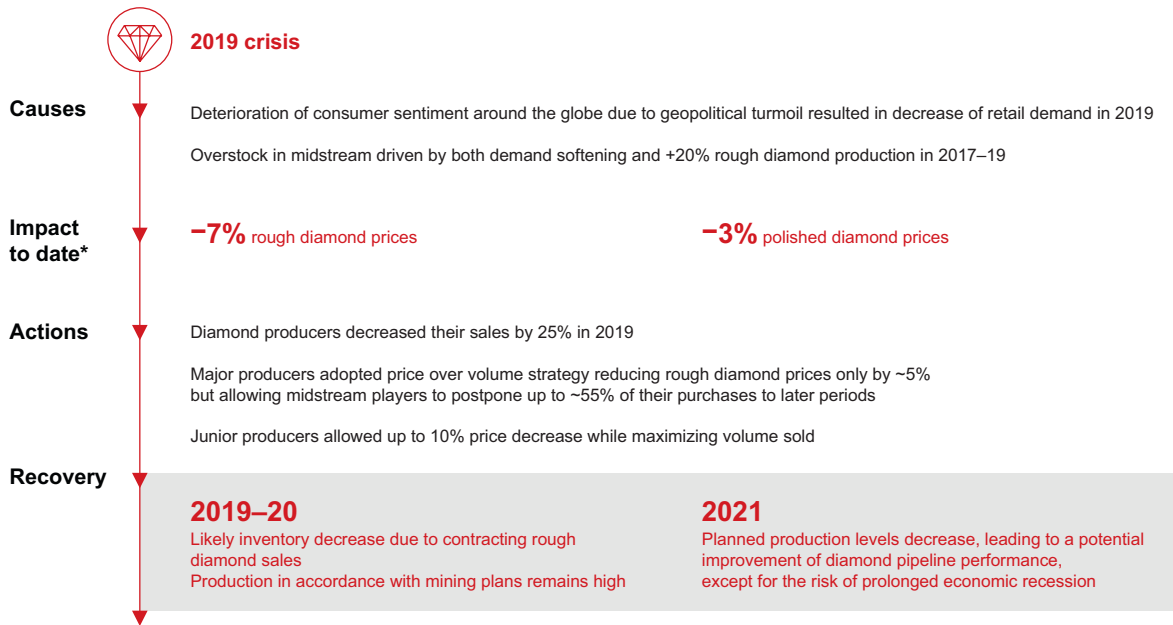 2019 crisis
Causes
Deterioration of consumer sentiment around the globe due to geopolitical turmoil resulted in decrease of retail demand in 2019
Overstock in midstream driven by both demand softening and +20% rough diamond production in 2017–19
Impact
to date*
−7% rough diamond prices
−3% polished diamond prices
Actions
Diamond producers decreased their sales by 25% in 2019
Major producers adopted price over volume strategy reducing rough diamond prices only by ~5%
but allowing midstream players to postpone up to ~55% of their purchases to later periods
Junior producers allowed up to 10% price decrease while maximizing volume sold
Recovery
2019–20
Likely inventory decrease due to contracting rough
diamond sales
Production in accordance with mining plans remains high
2021
Planned production levels decrease, leading to a potential
improvement of diamond pipeline performance,
except for the risk of prolonged economic recession